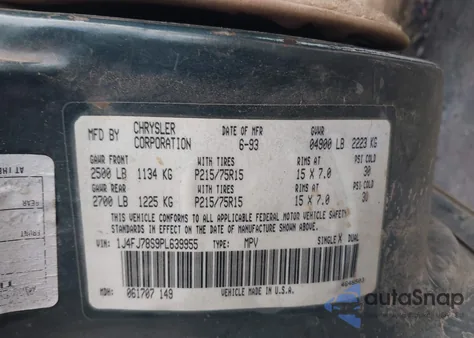 MFD BY CHRYSLER CORPORATION DATE OF MFR 6-93 GVWR 04900 LB 2223 KG
GAWR FRONT WITH TIRES RIMS AT PSI COLD
2500 LB 1134 KG P215/75R15 15 X 7.0 30
GAWR REAR WITH TIRES RIMS AT PSI COLD
2700 LB 1225 KG P215/75R15 15 X 7.0 30
THIS VEHICLE CONFORMS TO ALL APPLICABLE FEDERAL MOTOR VEHICLE SAFETY
STANDARDS IN EFFECT ON THE DATE OF MANUFACTURE SHOWN ABOVE.
VIN: 1J4FJ78S9PL639955 TYPE: MPV SINGLE X DUAL
MDH: 061707 149 VEHICLE MADE IN U.S.A.
autoSnap